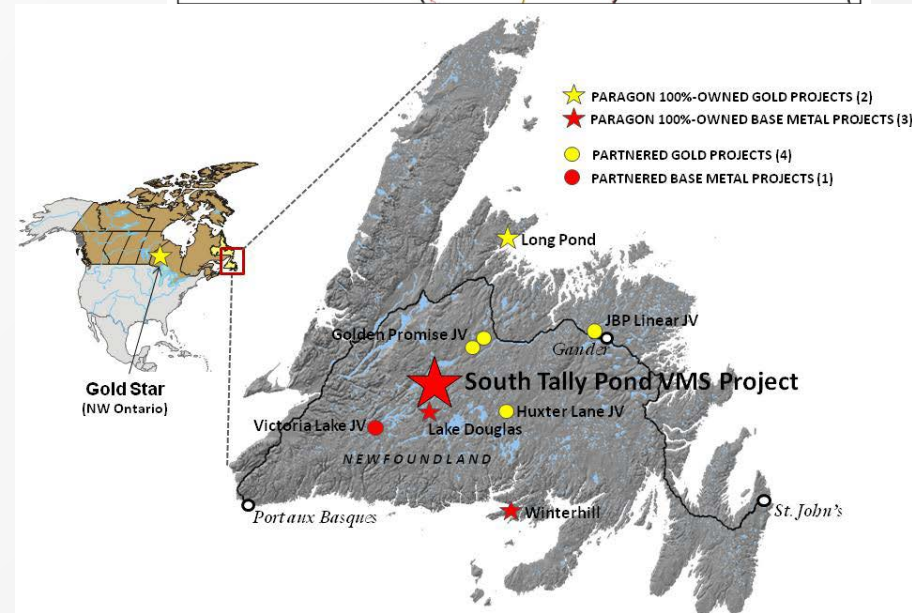 PARAGON 100%-OWNED GOLD PROJECTS (2)
PARAGON 100%-OWNED BASE METAL PROJECTS (3)
PARTNERED GOLD PROJECTS (4)
PARTNERED BASE METAL PROJECTS (1)
Long Pond
JBP Linear JV
Golden Promise JV
Gander
South Tally Pond VMS Project
Gold Star
(NW Ontario)
Huxter Lane JV
Victoria Lake JV
Lake Douglas
NEWFOUNDLAND
Winterhill
St. John's
Port aux Basques